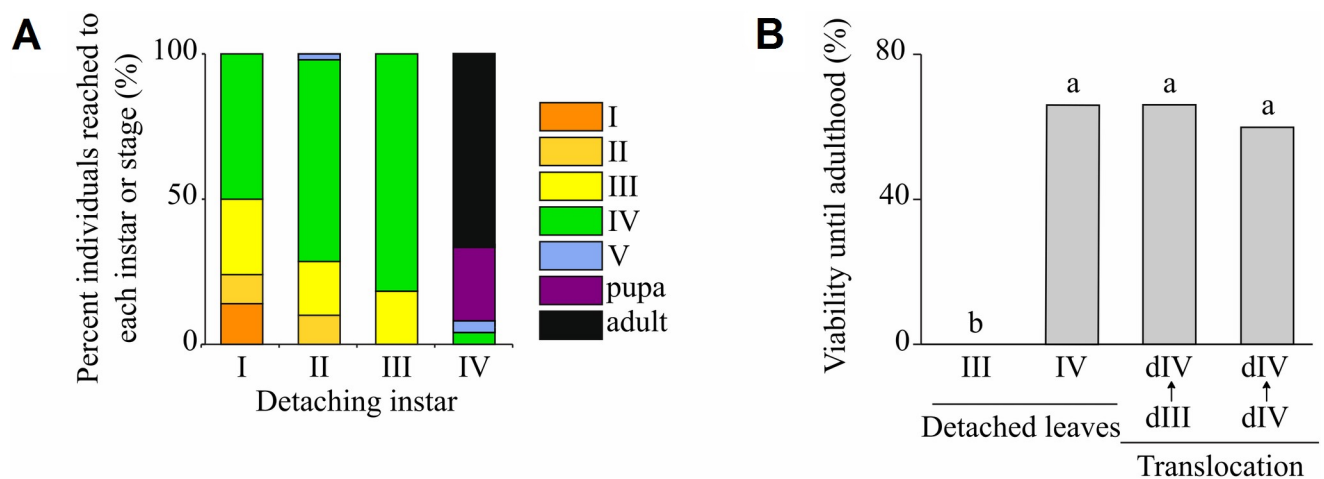 A
Percent individuals reached to
each instar or stage (%)
100
50
0
I II III IV
Detaching instar
I
II
III
IV
V
pupa
adult
B
Viability until adulthood (%)
80
40
0
b
a
a
a
III IV dIV dIV
dIII dIV
Detached leaves
Translocation